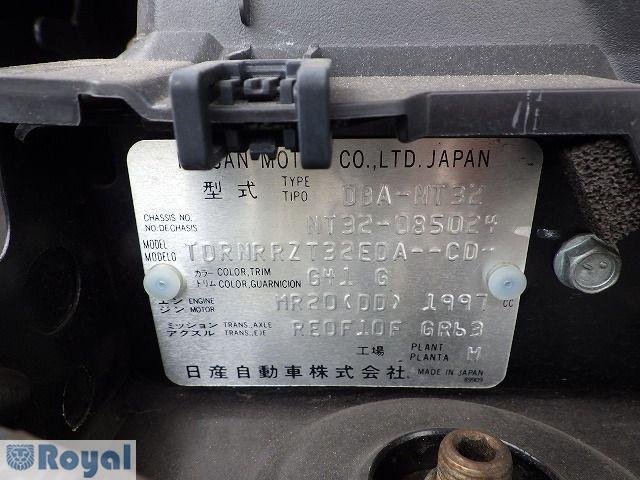 NISSAN MOTOR CO.,LTD. JAPAN
型式 TYPE TIPO DBA-NT32
CHASSIS NO. NO.DE CHASIS NT32-085024
MODEL MODELO TDRNRRZT32EDA--CD-
カラー COLOR,TRIM トリム COLOR,GUARNICION G41 G
エンジン ENGINE MOTOR MR20(DD) 1997 CC
ミッション TRANS.,AXLE アクスル TRANS.,EJE RE0F10F GR63
工場 PLANT PLANTA M
日産自動車株式会社 MADE IN JAPAN
Royal